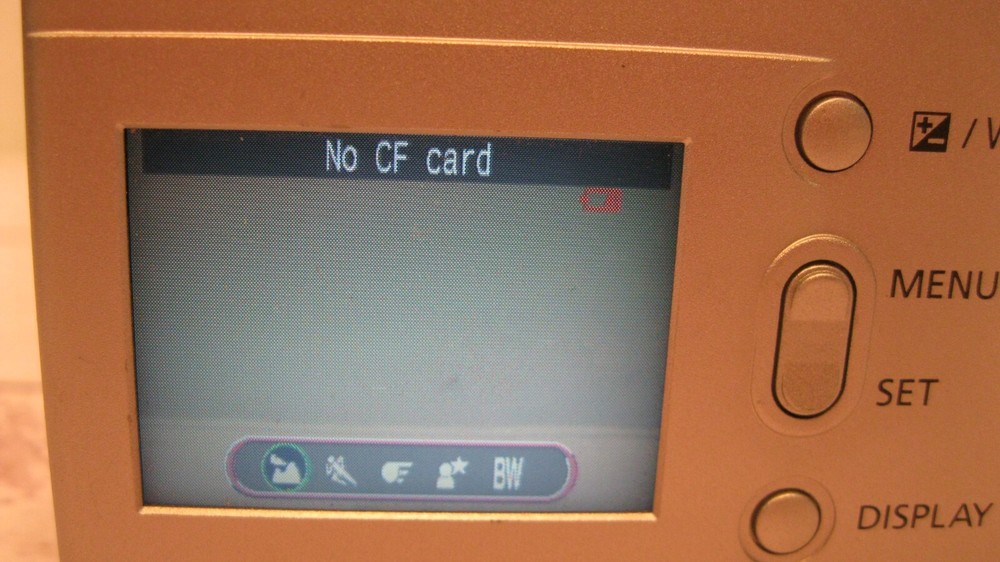 No CF card
BW
/
MENU
SET
DISPLAY